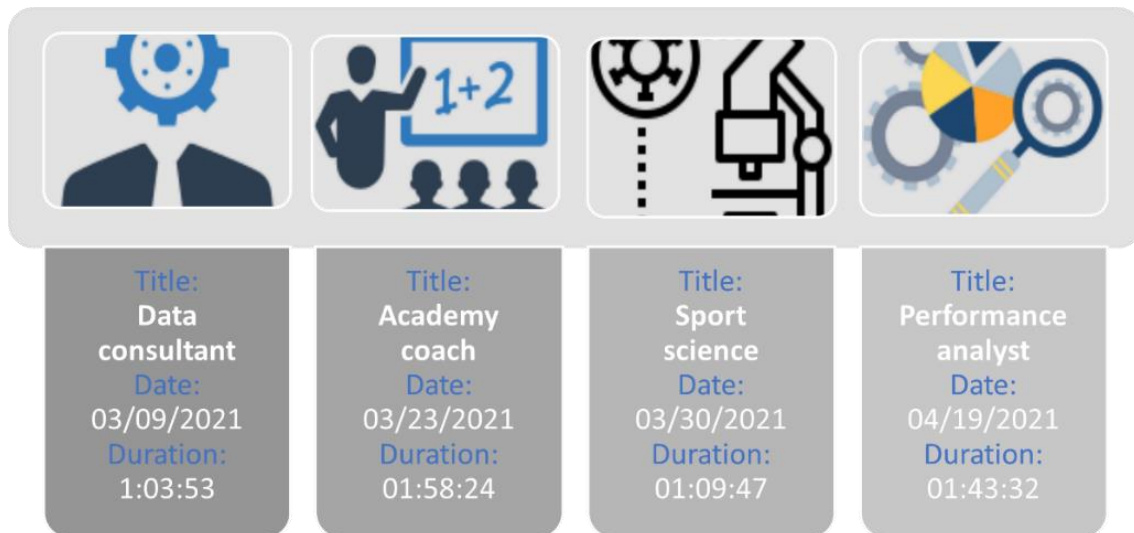 1+2
Title:
Data
consultant
Date:
03/09/2021
Duration:
1:03:53
Title:
Academy
coach
Date:
03/23/2021
Duration:
01:58:24
Title:
Sport
science
Date:
03/30/2021
Duration:
01:09:47
Title:
Performance
analyst
Date:
04/19/2021
Duration:
01:43:32